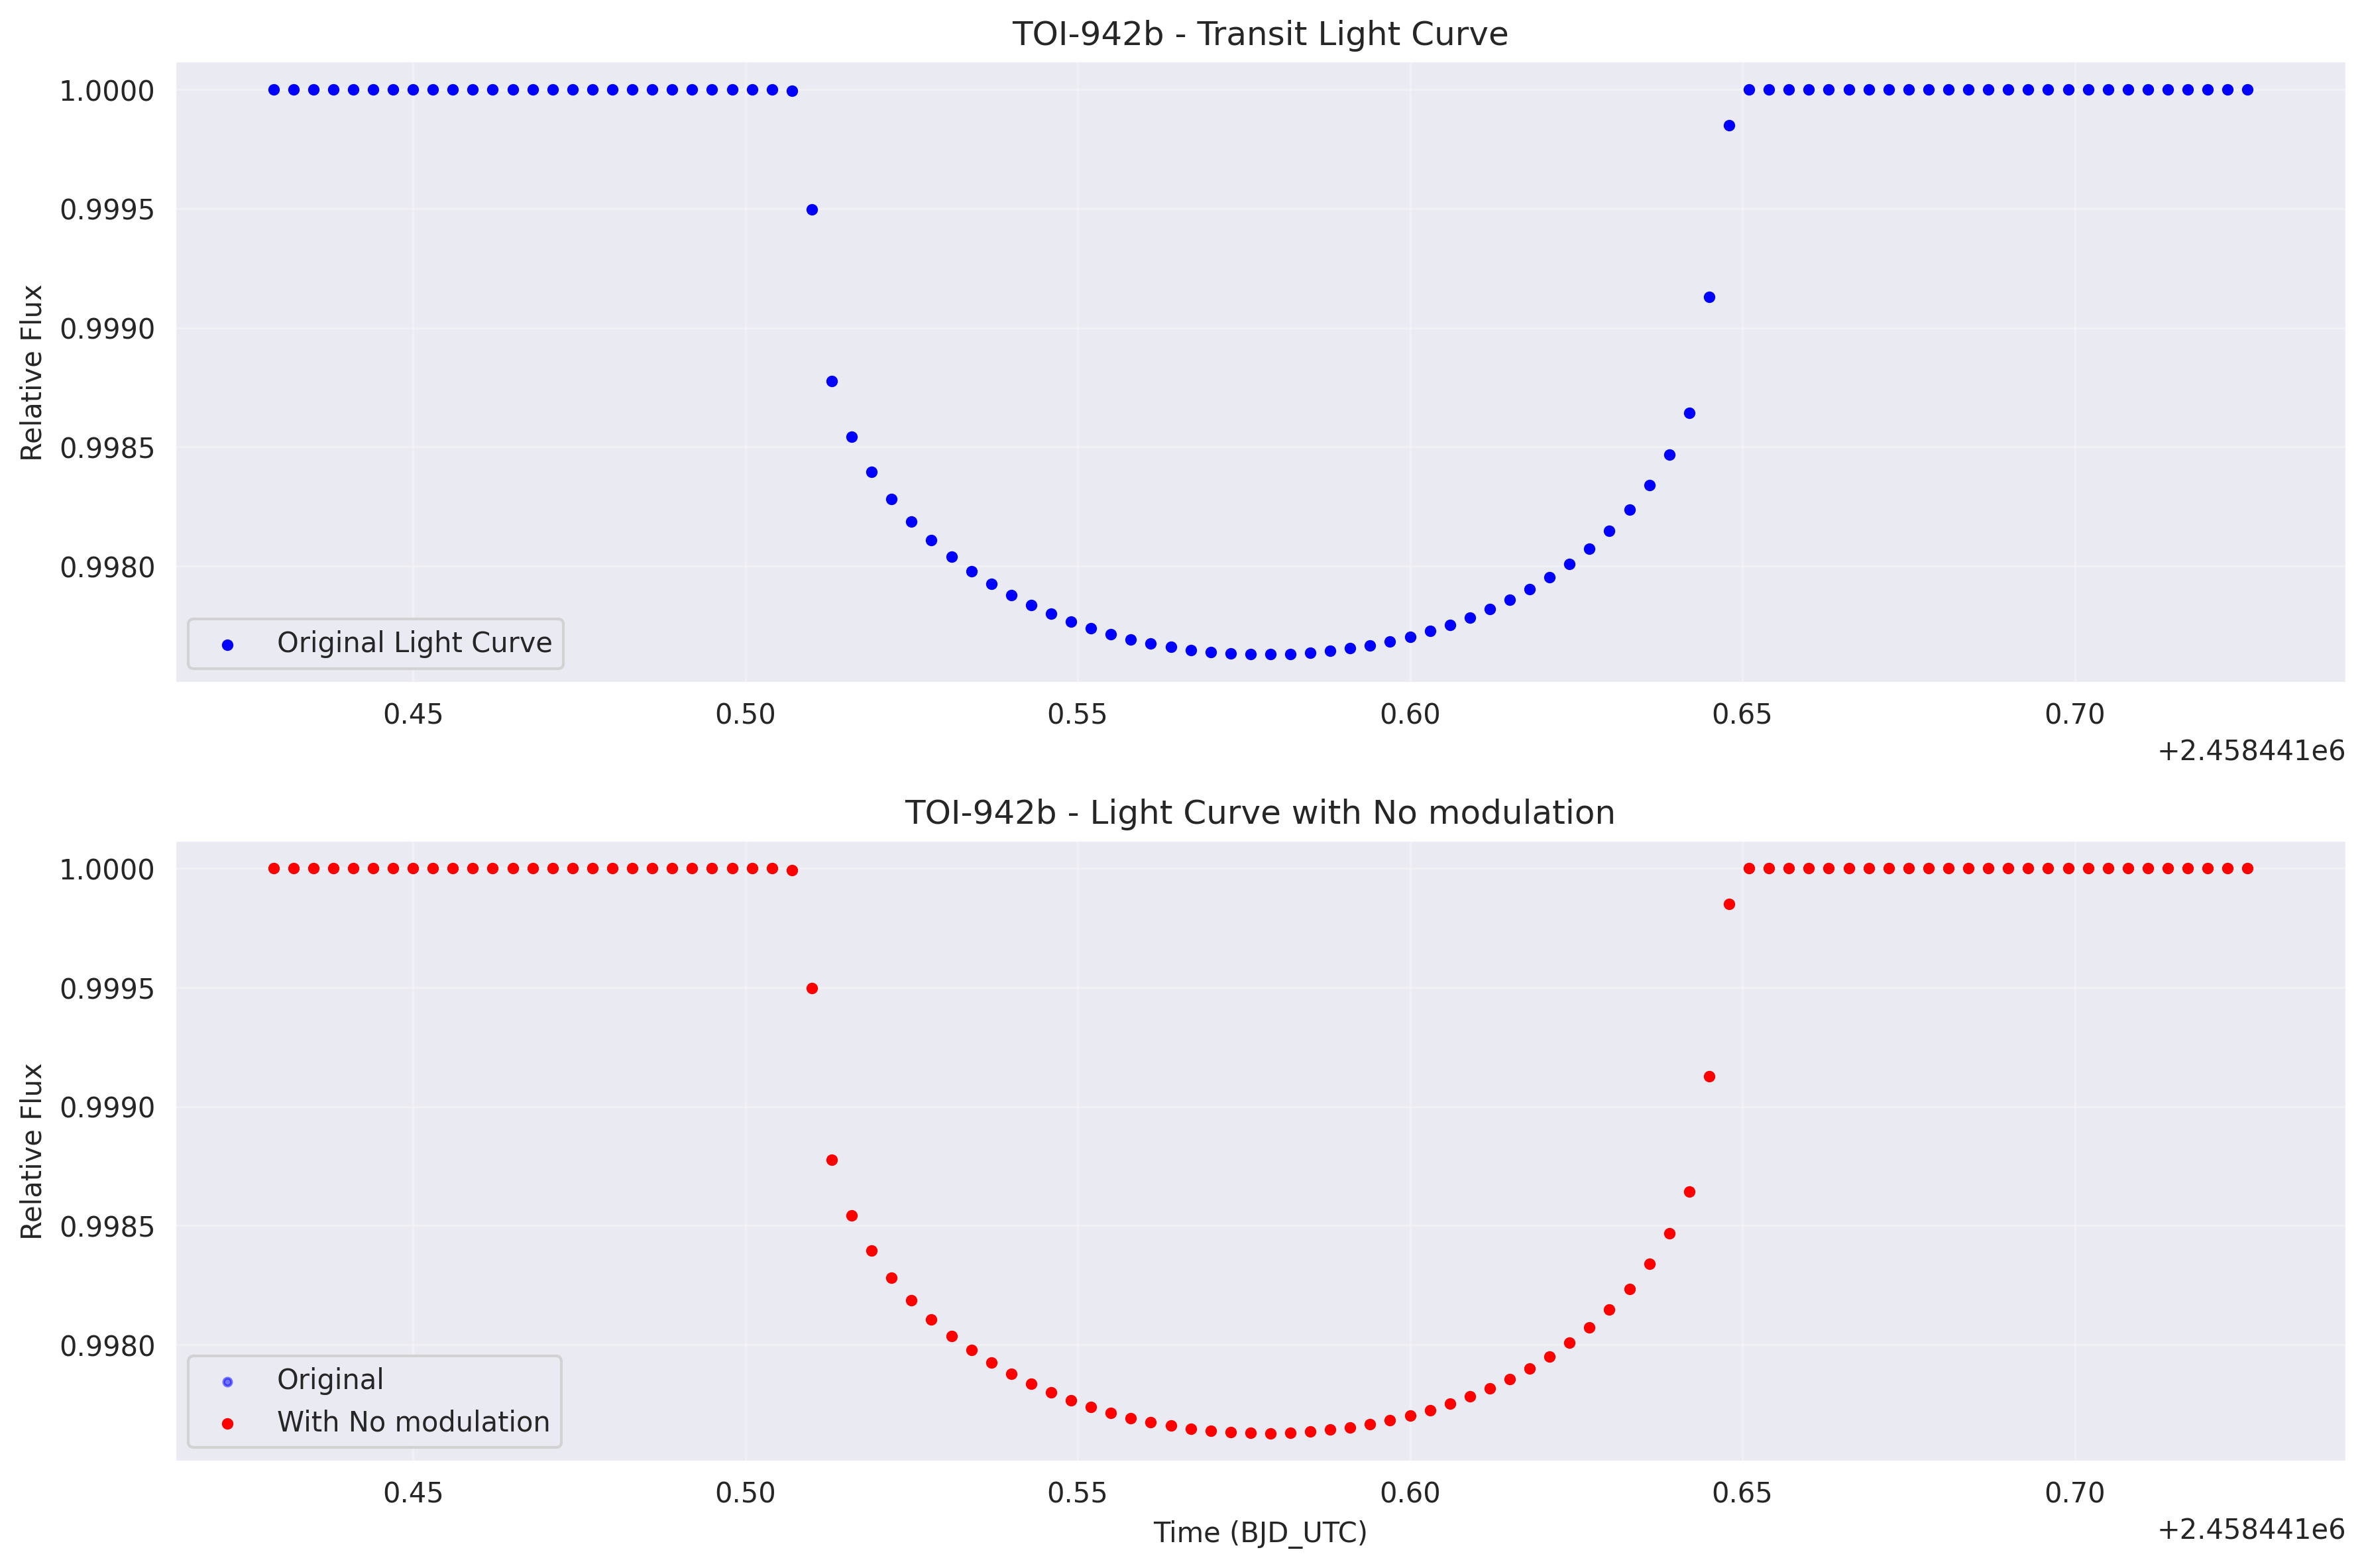 TOI-942b - Transit Light Curve
Relative Flux
1.0000
0.9995
0.9990
0.9985
0.9980
Original Light Curve
0.45 0.50 0.55 0.60 0.65 0.70
+2.458441e6
TOI-942b - Light Curve with No modulation
Relative Flux
1.0000
0.9995
0.9990
0.9985
0.9980
Original
With No modulation
0.45 0.50 0.55 0.60 0.65 0.70
Time (BJD_UTC)
+2.458441e6